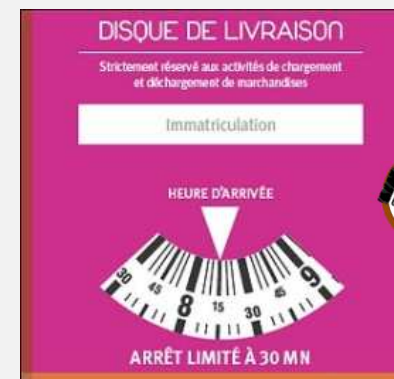 DISQUE DE LIVRAISON
Strictement réservé aux activités de chargement
et déchargement de marchandises
Immatriculation
HEURE D'ARRIVÉE
30 45 8 15 30 45 9
ARRÊT LIMITÉ À 30 MN